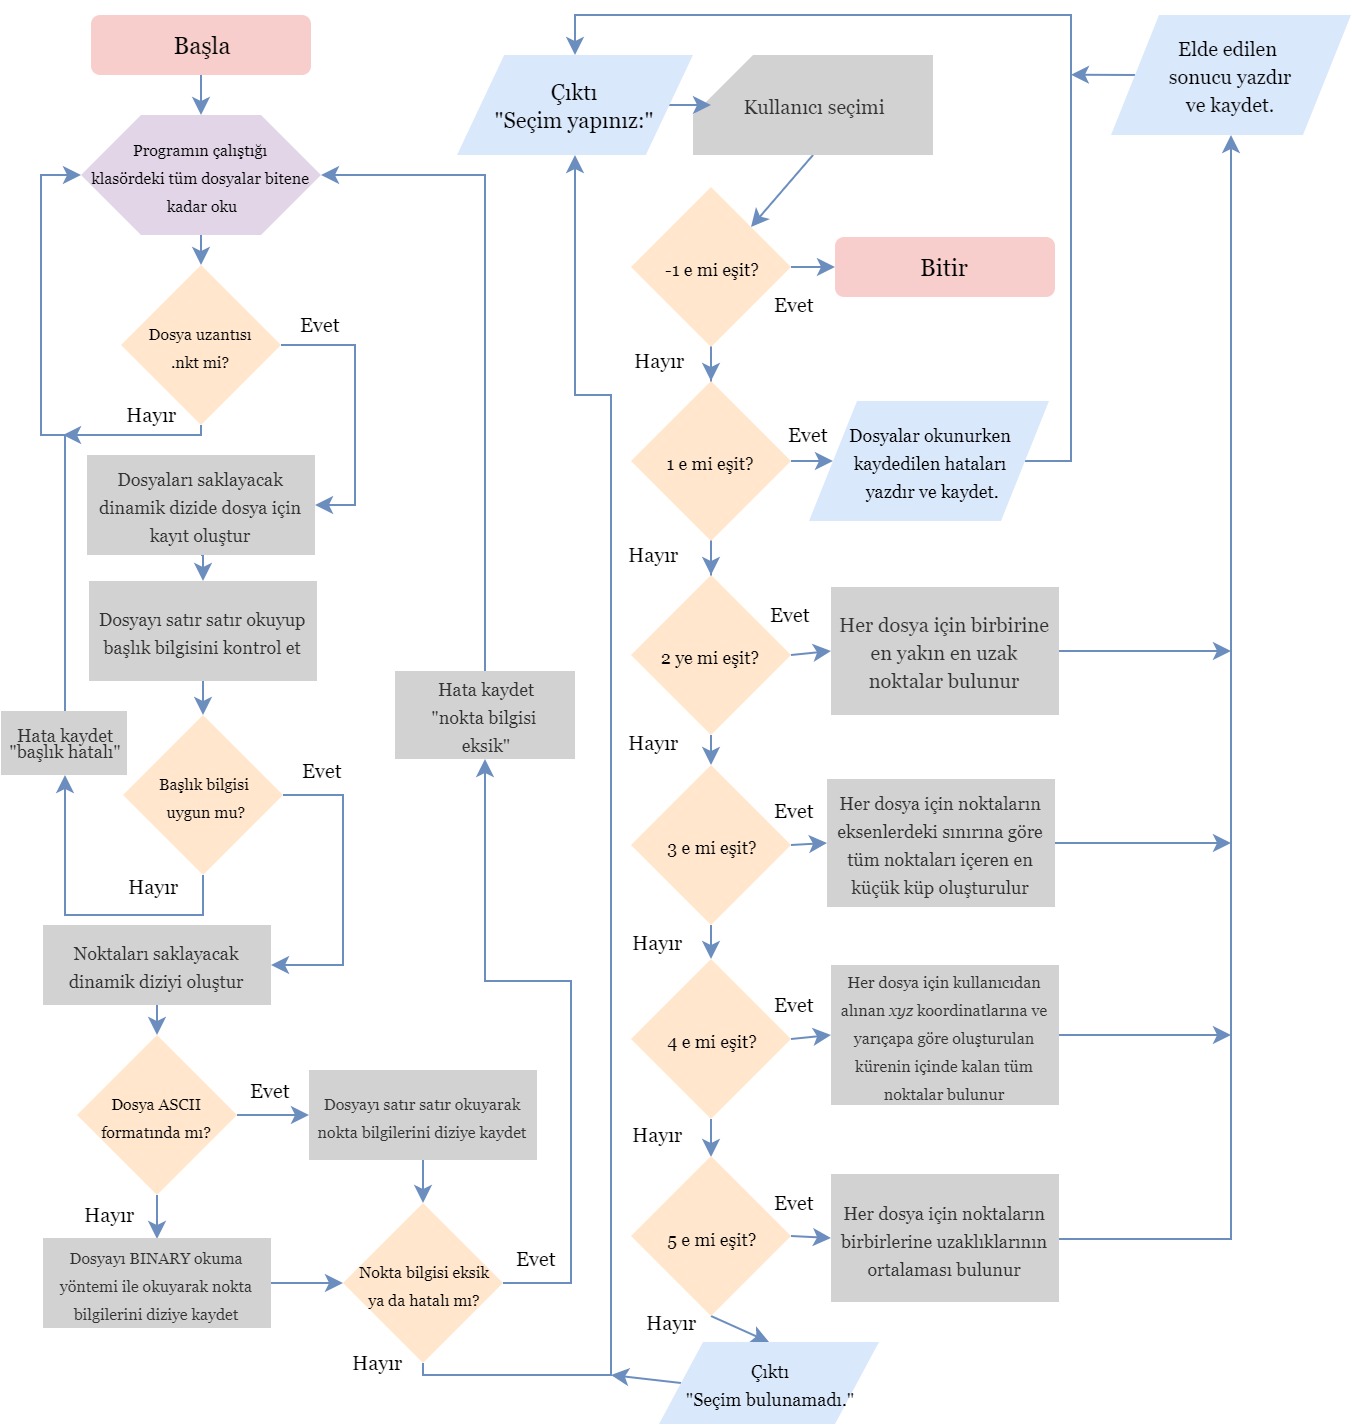 Başla
Programın çalıştığı
klasördeki tüm dosyalar bitene
kadar oku
Dosya uzantısı
.nkt mi?
Evet
Hayır
Dosyaları saklayacak
dinamik dizide dosya için
kayıt oluştur
Dosyayı satır satır okuyup
başlık bilgisini kontrol et
Hata kaydet
"başlık hatalı"
Başlık bilgisi
uygun mu?
Evet
Hayır
Noktaları saklayacak
dinamik diziyi oluştur
Dosya ASCII
formatında mı?
Evet
Hayır
Dosyayı satır satır okuyarak
nokta bilgilerini diziye kaydet
Dosyayı BINARY okuma
yöntemi ile okuyarak nokta
bilgilerini diziye kaydet
Nokta bilgisi eksik
ya da hatalı mı?
Evet
Hayır
Hata kaydet
"nokta bilgisi
eksik"
Çıktı
"Seçim yapınız:"
Kullanıcı seçimi
-1 e mi eşit?
Evet
Bitir
Hayır
1 e mi eşit?
Evet
Dosyalar okunurken
kaydedilen hataları
yazdır ve kaydet.
Hayır
2 ye mi eşit?
Evet
Her dosya için birbirine
en yakın en uzak
noktalar bulunur
Hayır
3 e mi eşit?
Evet
Her dosya için noktaların
eksenlerdeki sınırına göre
tüm noktaları içeren en
küçük küp oluşturulur
Hayır
4 e mi eşit?
Evet
Her dosya için kullanıcıdan
alınan xyz koordinatlarına ve
yarıçapa göre oluşturulan
kürenin içinde kalan tüm
noktalar bulunur
Hayır
5 e mi eşit?
Evet
Her dosya için noktaların
birbirlerine uzaklıklarının
ortalaması bulunur
Hayır
Çıktı
"Seçim bulunamadı."
Elde edilen
sonucu yazdır
ve kaydet.